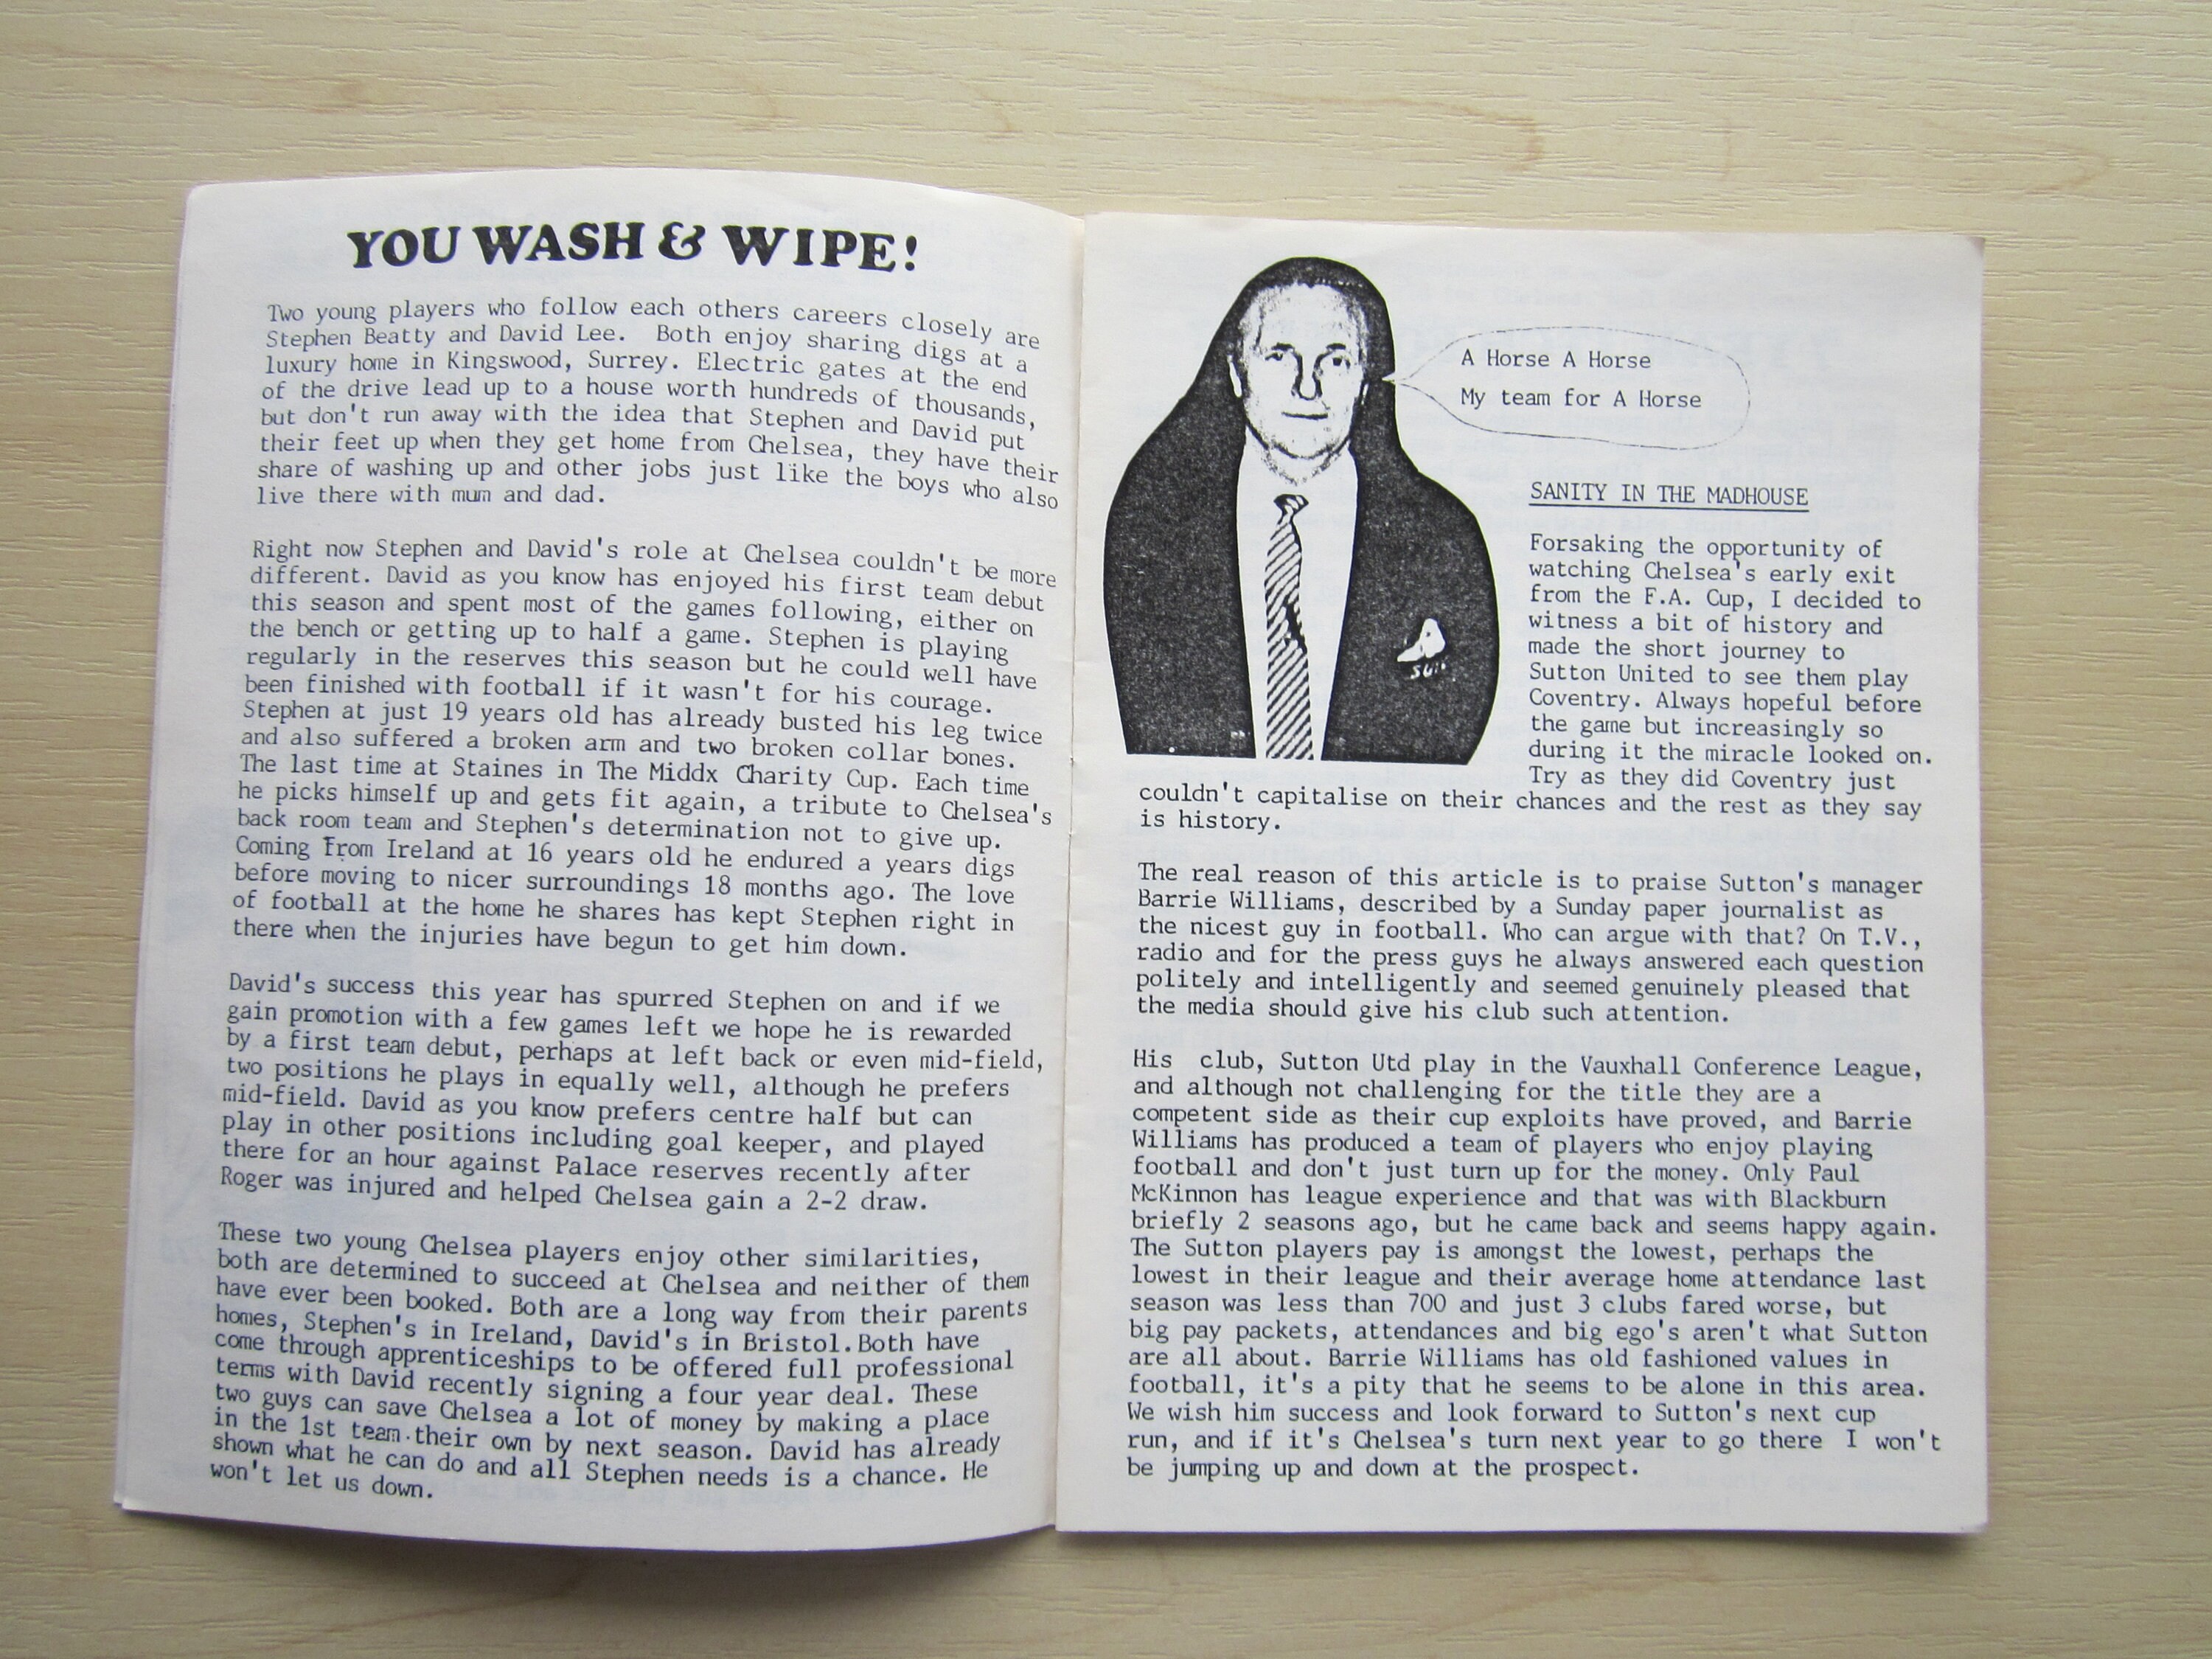 YOU WASH & WIPE!
Two young players who follow each others careers closely are
Stephen Beatty and David Lee.  Both enjoy sharing digs at a
luxury home in Kingswood, Surrey. Electric gates at the end
of the drive lead up to a house worth hundreds of thousands,
but don't run away with the idea that Stephen and David put
their feet up when they get home from Chelsea, they have their
share of washing up and other jobs just like the boys who also
live there with mum and dad.
Right now Stephen and David's role at Chelsea couldn't be more
different. David as you know has enjoyed his first team debut
this season and spent most of the games following, either on
the bench or getting up to half a game. Stephen is playing
regularly in the reserves this season but he could well have
been finished with football if it wasn't for his courage.
Stephen at just 19 years old has already busted his leg twice
and also suffered a broken arm and two broken collar bones.
The last time at Staines in The Middx Charity Cup. Each time
he picks himself up and gets fit again, a tribute to Chelsea's
back room team and Stephen's determination not to give up.
Coming from Ireland at 16 years old he endured a years digs
before moving to nicer surroundings 18 months ago. The love
of football at the home he shares has kept Stephen right in
there when the injuries have begun to get him down.
David's success this year has spurred Stephen on and if we
gain promotion with a few games left we hope he is rewarded
by a first team debut, perhaps at left back or even mid-field,
two positions he plays in equally well, although he prefers
mid-field. David as you know prefers centre half but can
play in other positions including goal keeper, and played
there for an hour against Palace reserves recently after
Roger was injured and helped Chelsea gain a 2-2 draw.
These two young Chelsea players enjoy other similarities,
both are determined to succeed at Chelsea and neither of them
have ever been booked. Both are a long way from their parents
homes, Stephen's in Ireland, David's in Bristol. Both have
come through apprenticeships to be offered full professional
terms with David recently signing a four year deal. These
two guys can save Chelsea a lot of money by making a place
in the 1st team.their own by next season. David has already
shown what he can do and all Stephen needs is a chance. He
won't let us down.
A Horse A Horse
My team for A Horse
SANITY IN THE MADHOUSE
Forsaking the opportunity of
watching Chelsea's early exit
from the F.A. Cup, I decided to
witness a bit of history and
made the short journey to
Sutton United to see them play
Coventry. Always hopeful before
the game but increasingly so
during it the miracle looked on.
Try as they did Coventry just
couldn't capitalise on their chances and the rest as they say
is history.
The real reason of this article is to praise Sutton's manager
Barrie Williams, described by a Sunday paper journalist as
the nicest guy in football. Who can argue with that? On T.V.,
radio and for the press guys he always answered each question
politely and intelligently and seemed genuinely pleased that
the media should give his club such attention.
His  club, Sutton Utd play in the Vauxhall Conference League,
and although not challenging for the title they are a
competent side as their cup exploits have proved, and Barrie
Williams has produced a team of players who enjoy playing
football and don't just turn up for the money. Only Paul
McKinnon has league experience and that was with Blackburn
briefly 2 seasons ago, but he came back and seems happy again.
The Sutton players pay is amongst the lowest, perhaps the
lowest in their league and their average home attendance last
season was less than 700 and just 3 clubs fared worse, but
big pay packets, attendances and big ego's aren't what Sutton
are all about. Barrie Williams has old fashioned values in
football, it's a pity that he seems to be alone in this area.
We wish him success and look forward to Sutton's next cup
run, and if it's Chelsea's turn next year to go there  I won't
be jumping up and down at the prospect.